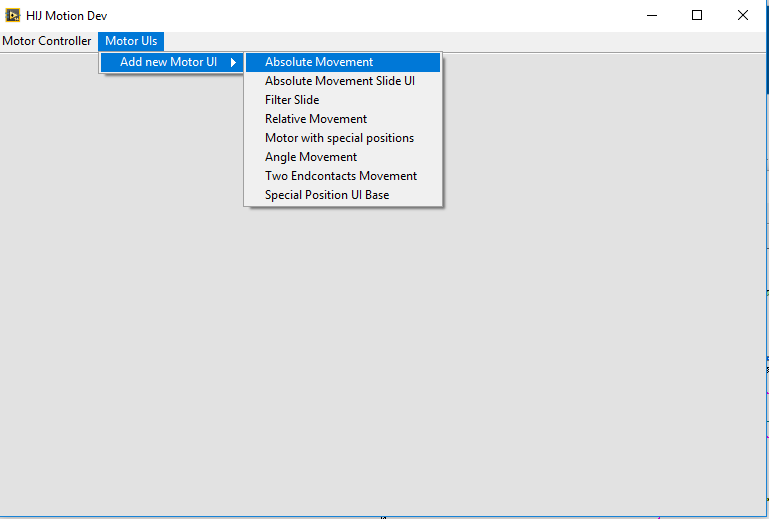 HIJ Motion Dev
Motor Controller Motor UIs
Add new Motor UI
Absolute Movement
Absolute Movement Slide UI
Filter Slide
Relative Movement
Motor with special positions
Angle Movement
Two Endcontacts Movement
Special Position UI Base